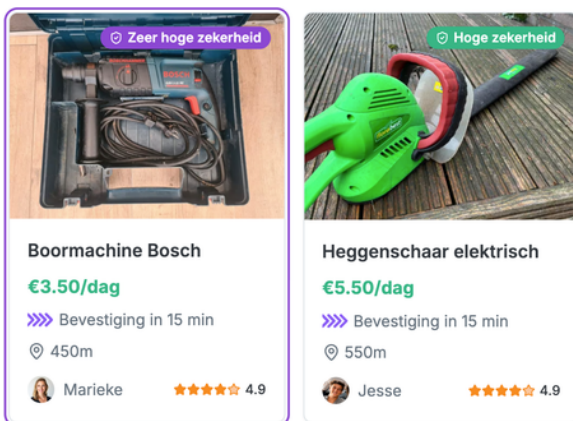 Zeer hoge zekerheid
BOSCH
Boormachine Bosch
€3.50/dag
Bevestiging in 15 min
450m
Marieke
4.9
Hoge zekerheid
Heggenschaar elektrisch
€5.50/dag
Bevestiging in 15 min
550m
Jesse
4.9